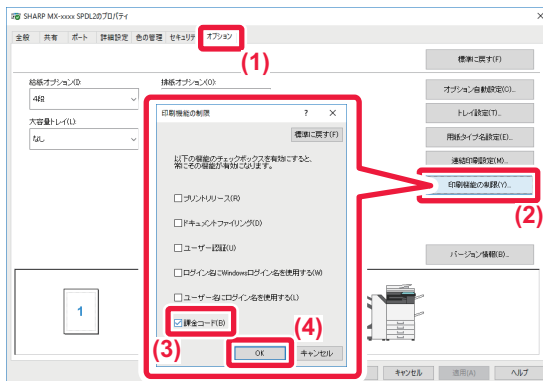 SHARP MX-xxxx SPDL2のプロパティ
全般 共有 ポート 詳細設定 色の管理 セキュリティ オプション
(1)
標準に戻す(F)
給紙オプション(I):
排紙オプション(O):
オプション自動設定(O)...
4段
印刷機能の制限 ? ×
トレイ設定(T)...
大容量トレイ(L):
標準に戻す(F)
用紙タイプ名設定(E)...
なし
以下の機能のチェックボックスを有効にすると、
常にその機能が有効になります。
連結印刷設定(M)...
プリントリリース(R)
印刷機能の制限(Y)...
(2)
ドキュメントファイリング(D)
ユーザー認証(U)
バージョン情報(B)...
ログイン名にWindowsログイン名を使用する(W)
ユーザー名にログイン名を使用する(L)
1
課金コード(B)
(3)
(4)
OK キャンセル
キャンセル 適用(A) ヘルプ